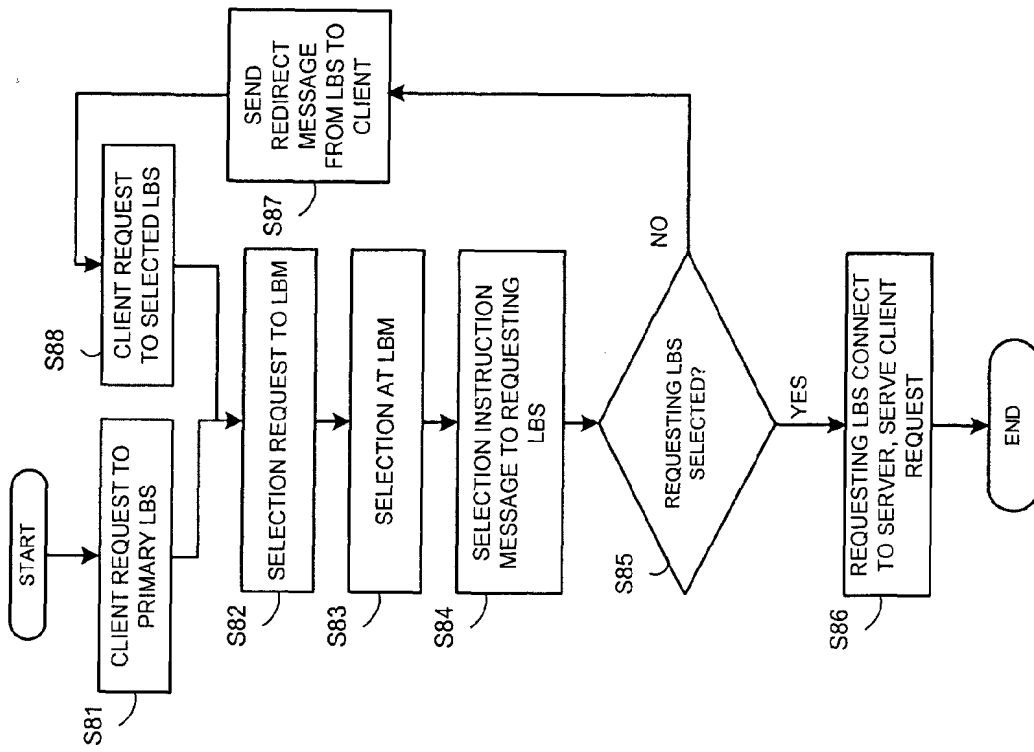 START
S81
CLIENT REQUEST TO
PRIMARY LBS
S88
CLIENT REQUEST
TO SELECTED LBS
S82
SELECTION REQUEST TO LBM
S83
SELECTION AT LBM
S84
SELECTION INSTRUCTION
MESSAGE TO REQUESTING
LBS
S85
REQUESTING LBS
SELECTED?
NO
YES
S87
SEND
REDIRECT
MESSAGE
FROM LBS TO
CLIENT
S86
REQUESTING LBS CONNECT
TO SERVER, SERVE CLIENT
REQUEST
END